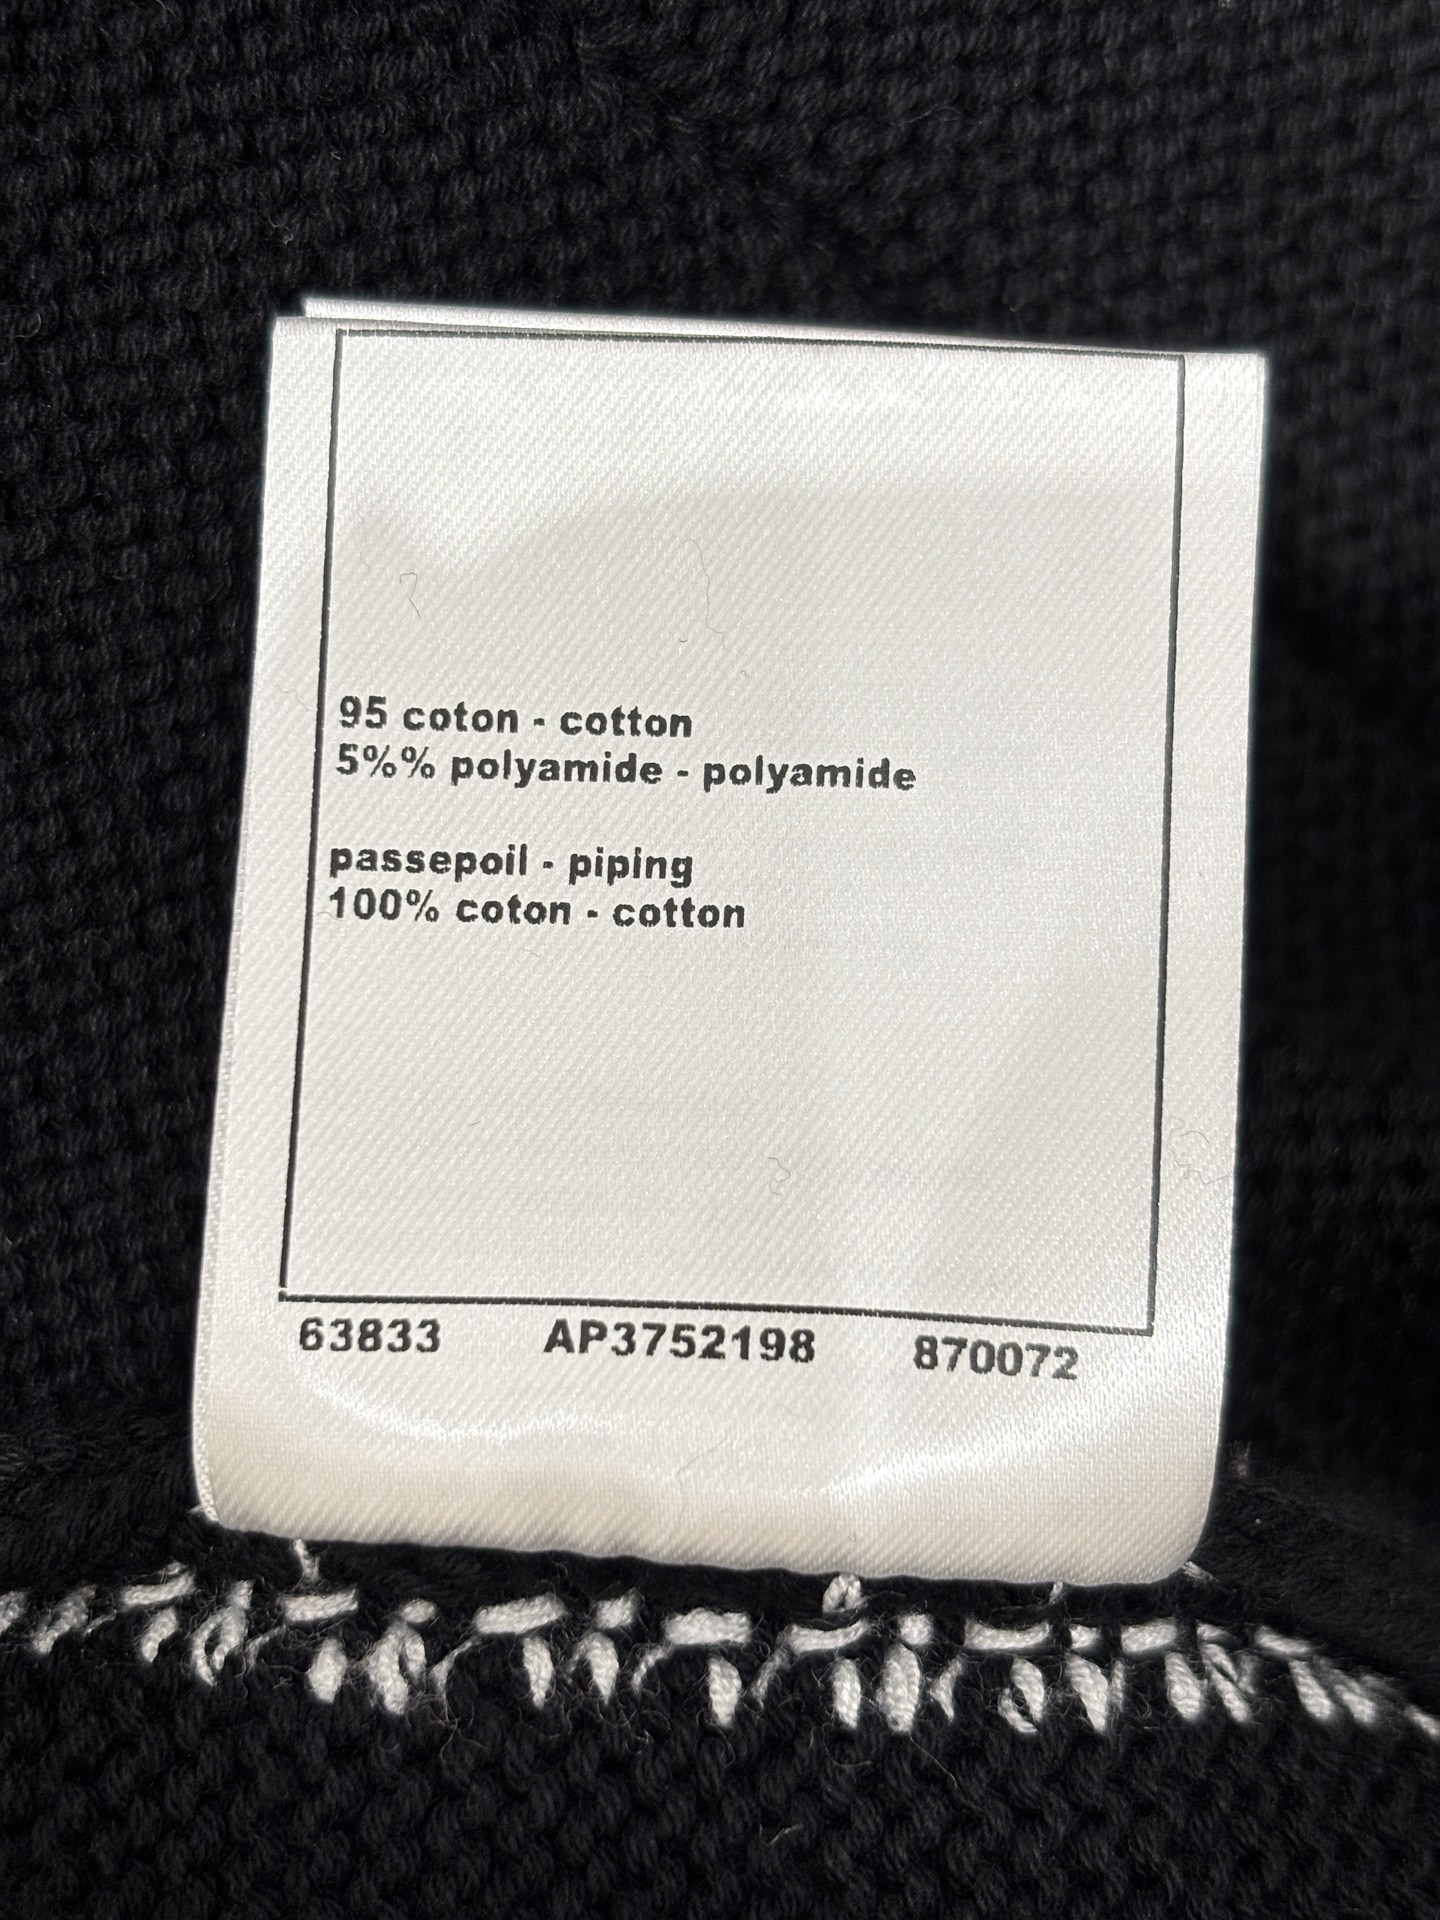 95 coton - cotton
5%% polyamide - polyamide
passepoil - piping
100% coton - cotton
63833 AP3752198 870072